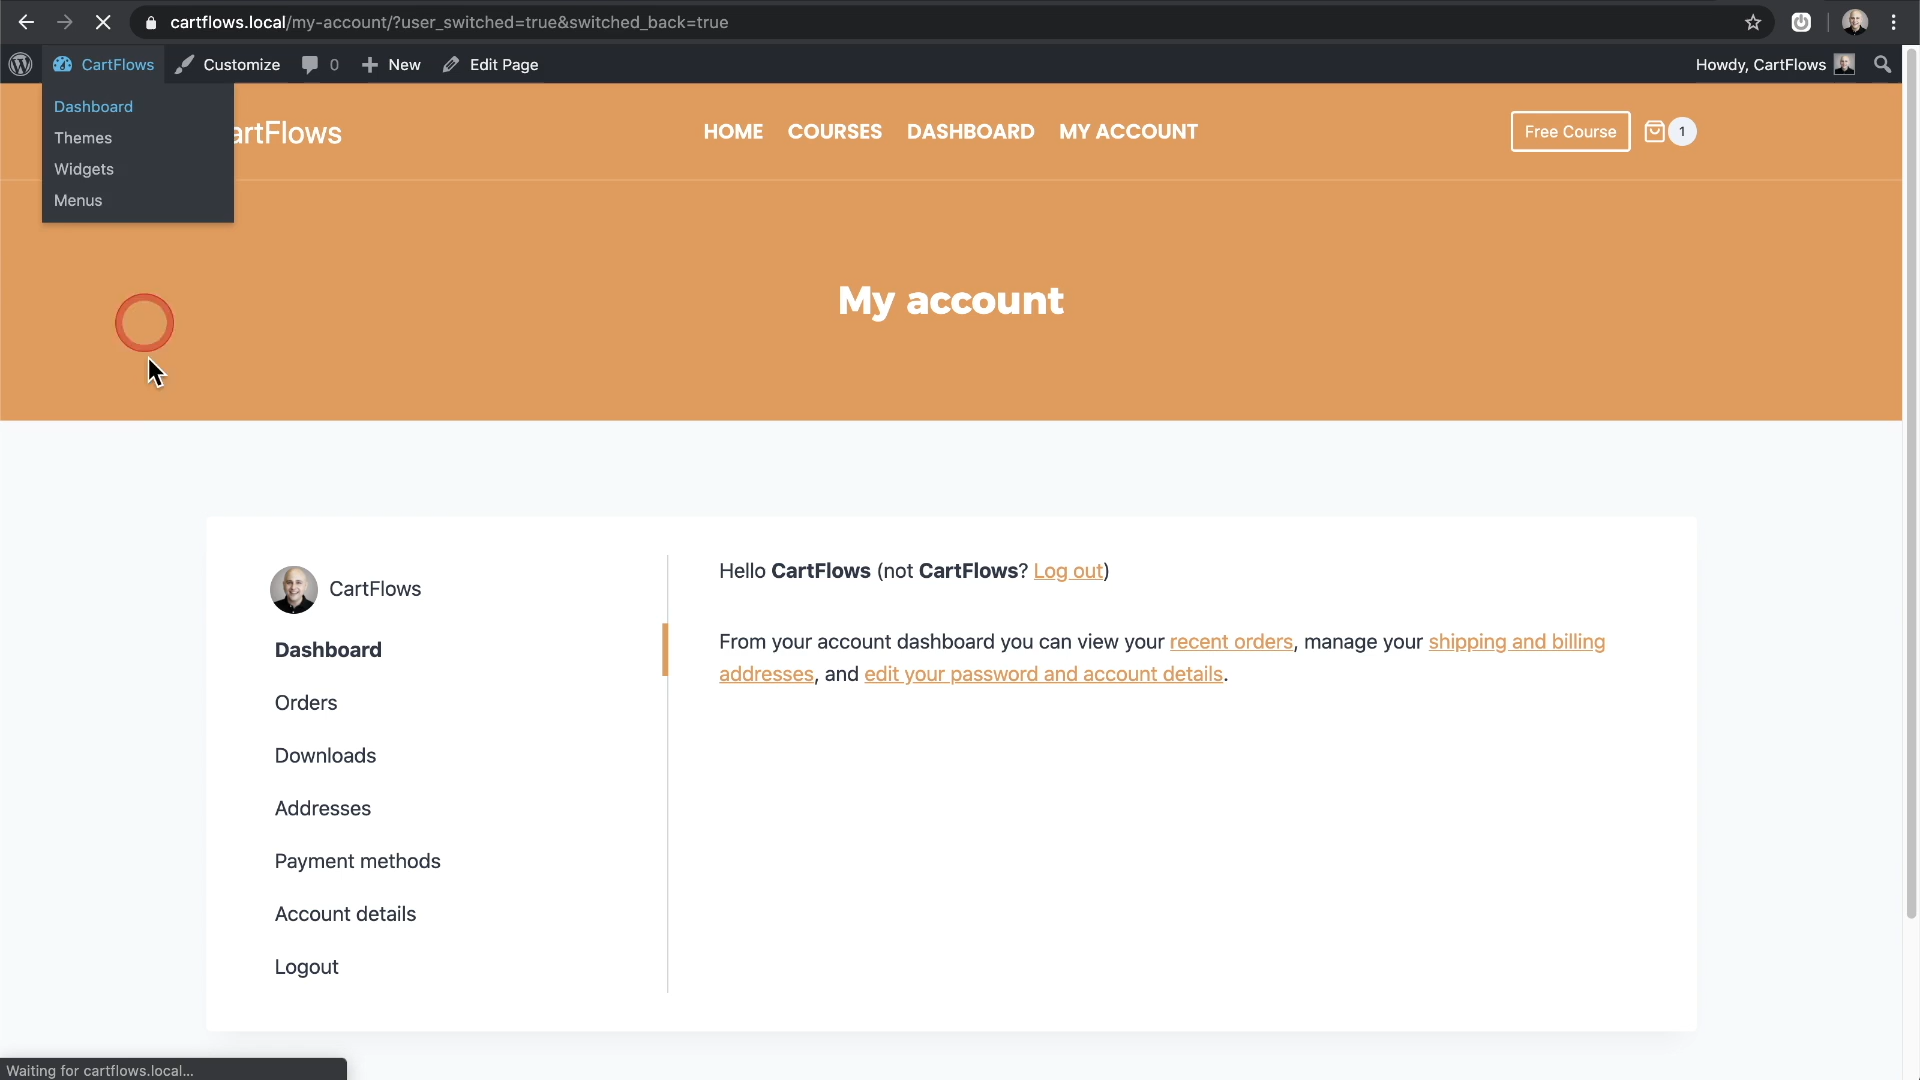 cartflows.local/my-account/?user_switched=true&switched_back=true
CartFlows Customize 0 New Edit Page Howdy, CartFlows
Dashboard
Themes
Widgets
Menus
artFlows HOME COURSES DASHBOARD MY ACCOUNT Free Course 1
My account
CartFlows
Dashboard
Orders
Downloads
Addresses
Payment methods
Account details
Logout
Hello CartFlows (not CartFlows? Log out)
From your account dashboard you can view your recent orders, manage your shipping and billing
addresses, and edit your password and account details.
Waiting for cartflows.local...